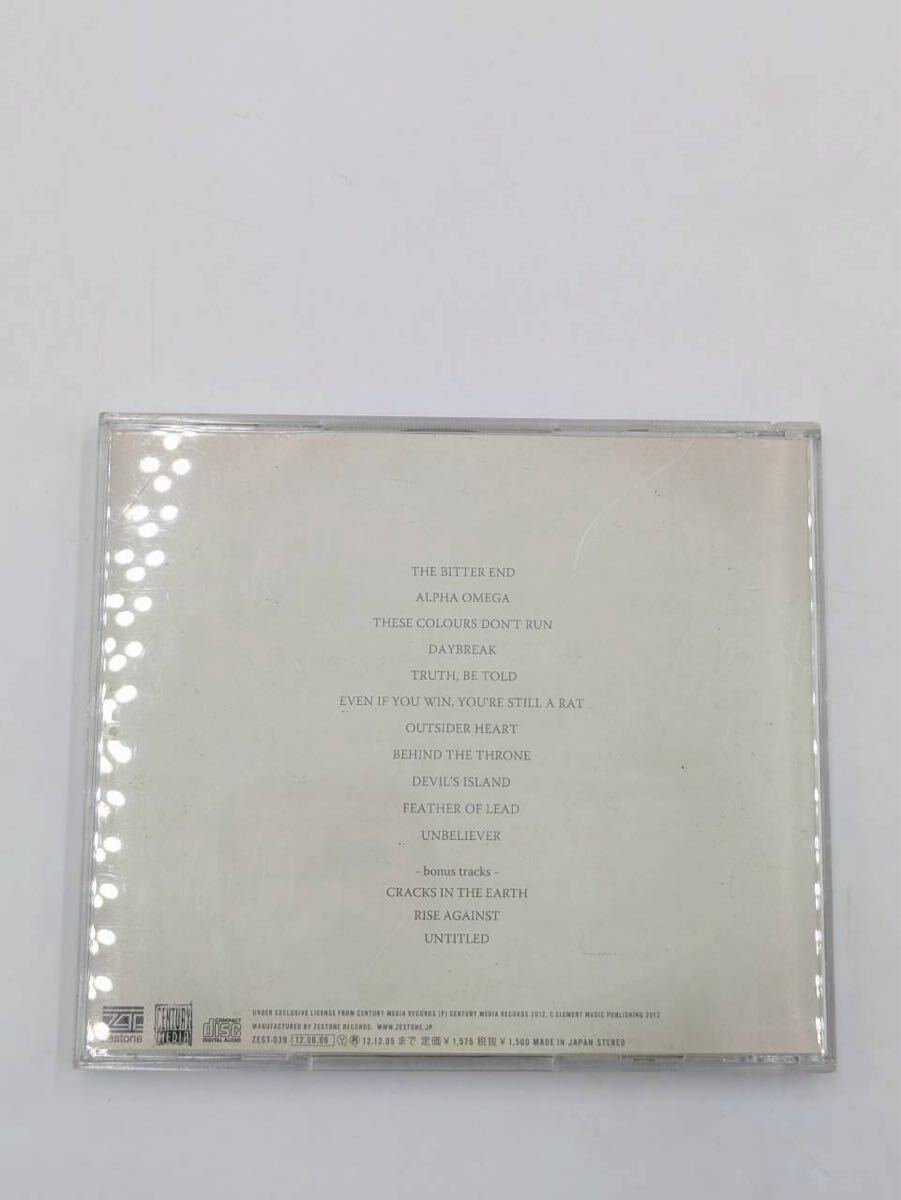 THE BITTER END
ALPHA OMEGA
THESE COLOURS DON'T RUN
DAYBREAK
TRUTH, BE TOLD
EVEN IF YOU WIN, YOU'RE STILL A RAT
OUTSIDER HEART
BEHIND THE THRONE
DEVIL'S ISLAND
FEATHER OF LEAD
UNBELIEVER
- bonus tracks -
CRACKS IN THE EARTH
RISE AGAINST
UNTITLED
zestone
CENTURY MEDIA
COMPACT disc DIGITAL AUDIO
UNDER EXCLUSIVE LICENSE FROM CENTURY MEDIA RECORDS (P) CENTURY MEDIA RECORDS 2012, C CLEMENT MUSIC PUBLISHING 2012
MANUFACTURED BY ZESTONE RECORDS. WWW.ZESTONE.JP
ZEST-039 12.06.06 Ⓨ 12.12.05 まで 定価¥1,575 税抜¥1,500 MADE IN JAPAN STEREO